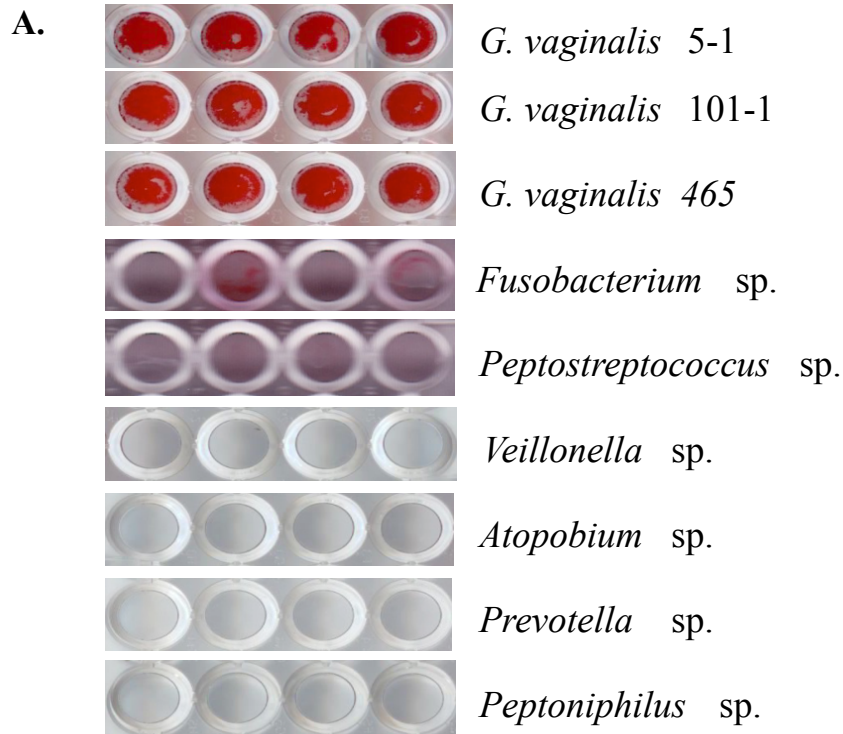 A.
G. vaginalis 5-1
G. vaginalis 101-1
G. vaginalis 465
Fusobacterium sp.
Peptostreptococcus sp.
Veillonella sp.
Atopobium sp.
Prevotella sp.
Peptoniphilus sp.